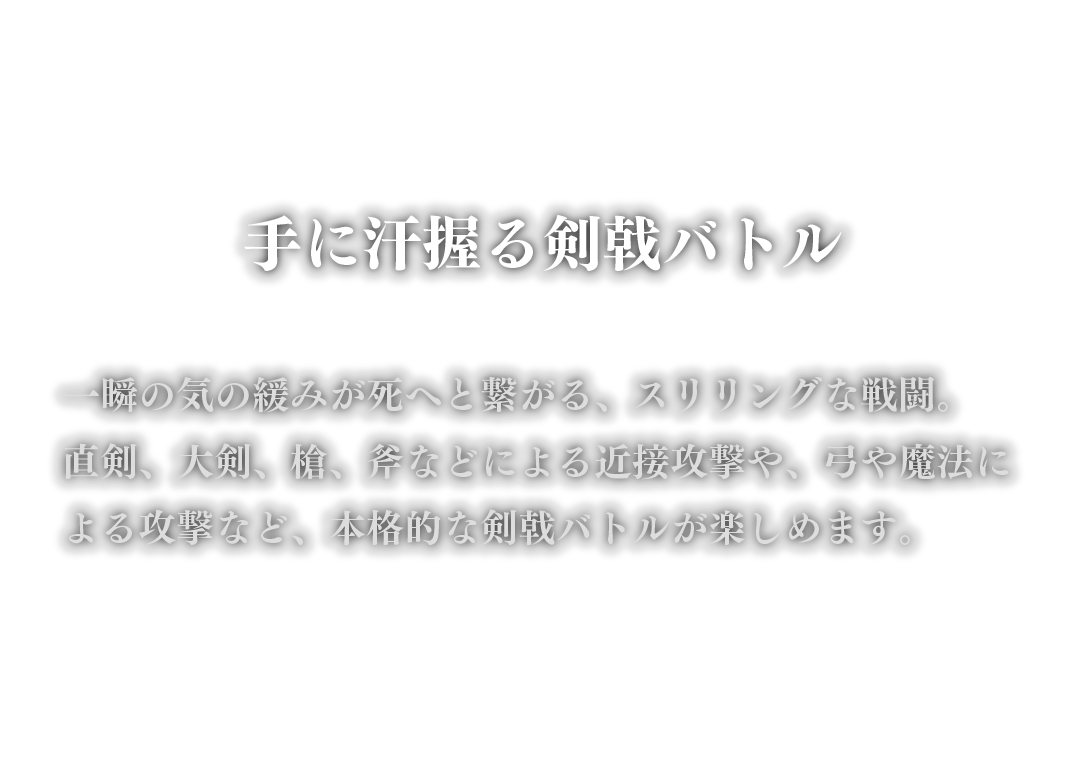 手に汗握る剣戟バトル
一瞬の気の緩みが死へと繋がる、スリリングな戦闘。
直剣、大剣、槍、斧などによる近接攻撃や、弓や魔法に
よる攻撃など、本格的な剣戟バトルが楽しめます。